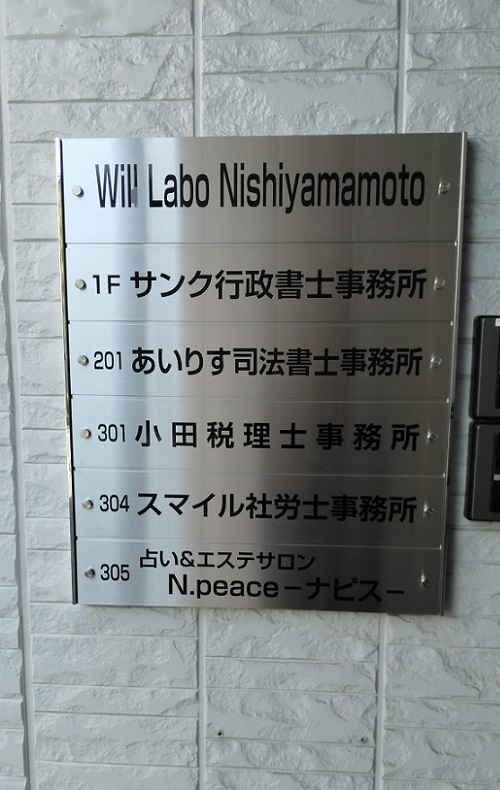 Will Labo Nishiyamamoto
1F サンク行政書士事務所
201 あいりす司法書士事務所
301 小田税理士事務所
304 スマイル社労士事務所
305 占い&エステサロン
N.peace－ナピス－